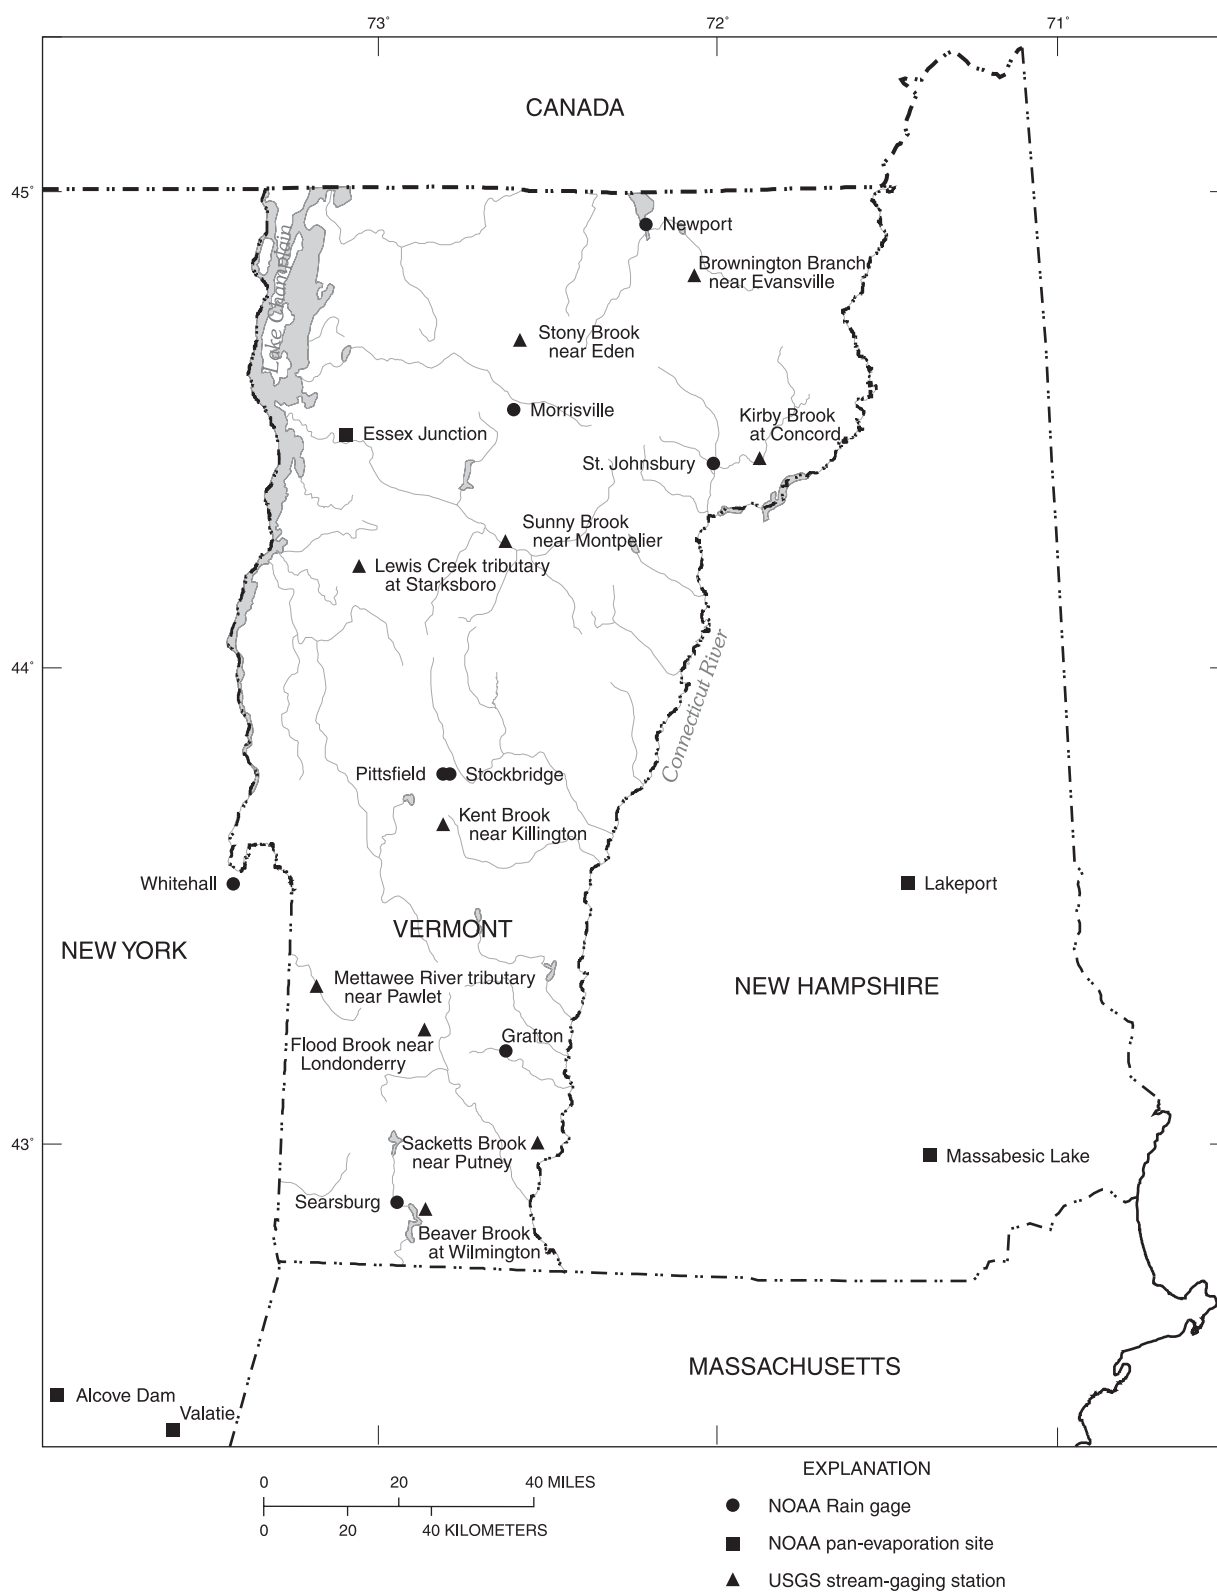 73°
72°
71°
CANADA
45°
Newport
Lake Champlain
Brownington Branch
near Evansville
Stony Brook
near Eden
Morrisville
Kirby Brook
at Concord
Essex Junction
St. Johnsbury
Sunny Brook
near Montpelier
Lewis Creek tributary
at Starksboro
44°
Connecticut River
Pittsfield
Stockbridge
Kent Brook
near Killington
Whitehall
Lakeport
VERMONT
NEW YORK
Mettawee River tributary
near Pawlet
NEW HAMPSHIRE
Grafton
Flood Brook near
Londonderry
43°
Sacketts Brook
near Putney
Massabesic Lake
Searsburg
Beaver Brook
at Wilmington
MASSACHUSETTS
Alcove Dam
Valatie
EXPLANATION
0 20 40 MILES
0 20 40 KILOMETERS
NOAA Rain gage
NOAA pan-evaporation site
USGS stream-gaging station